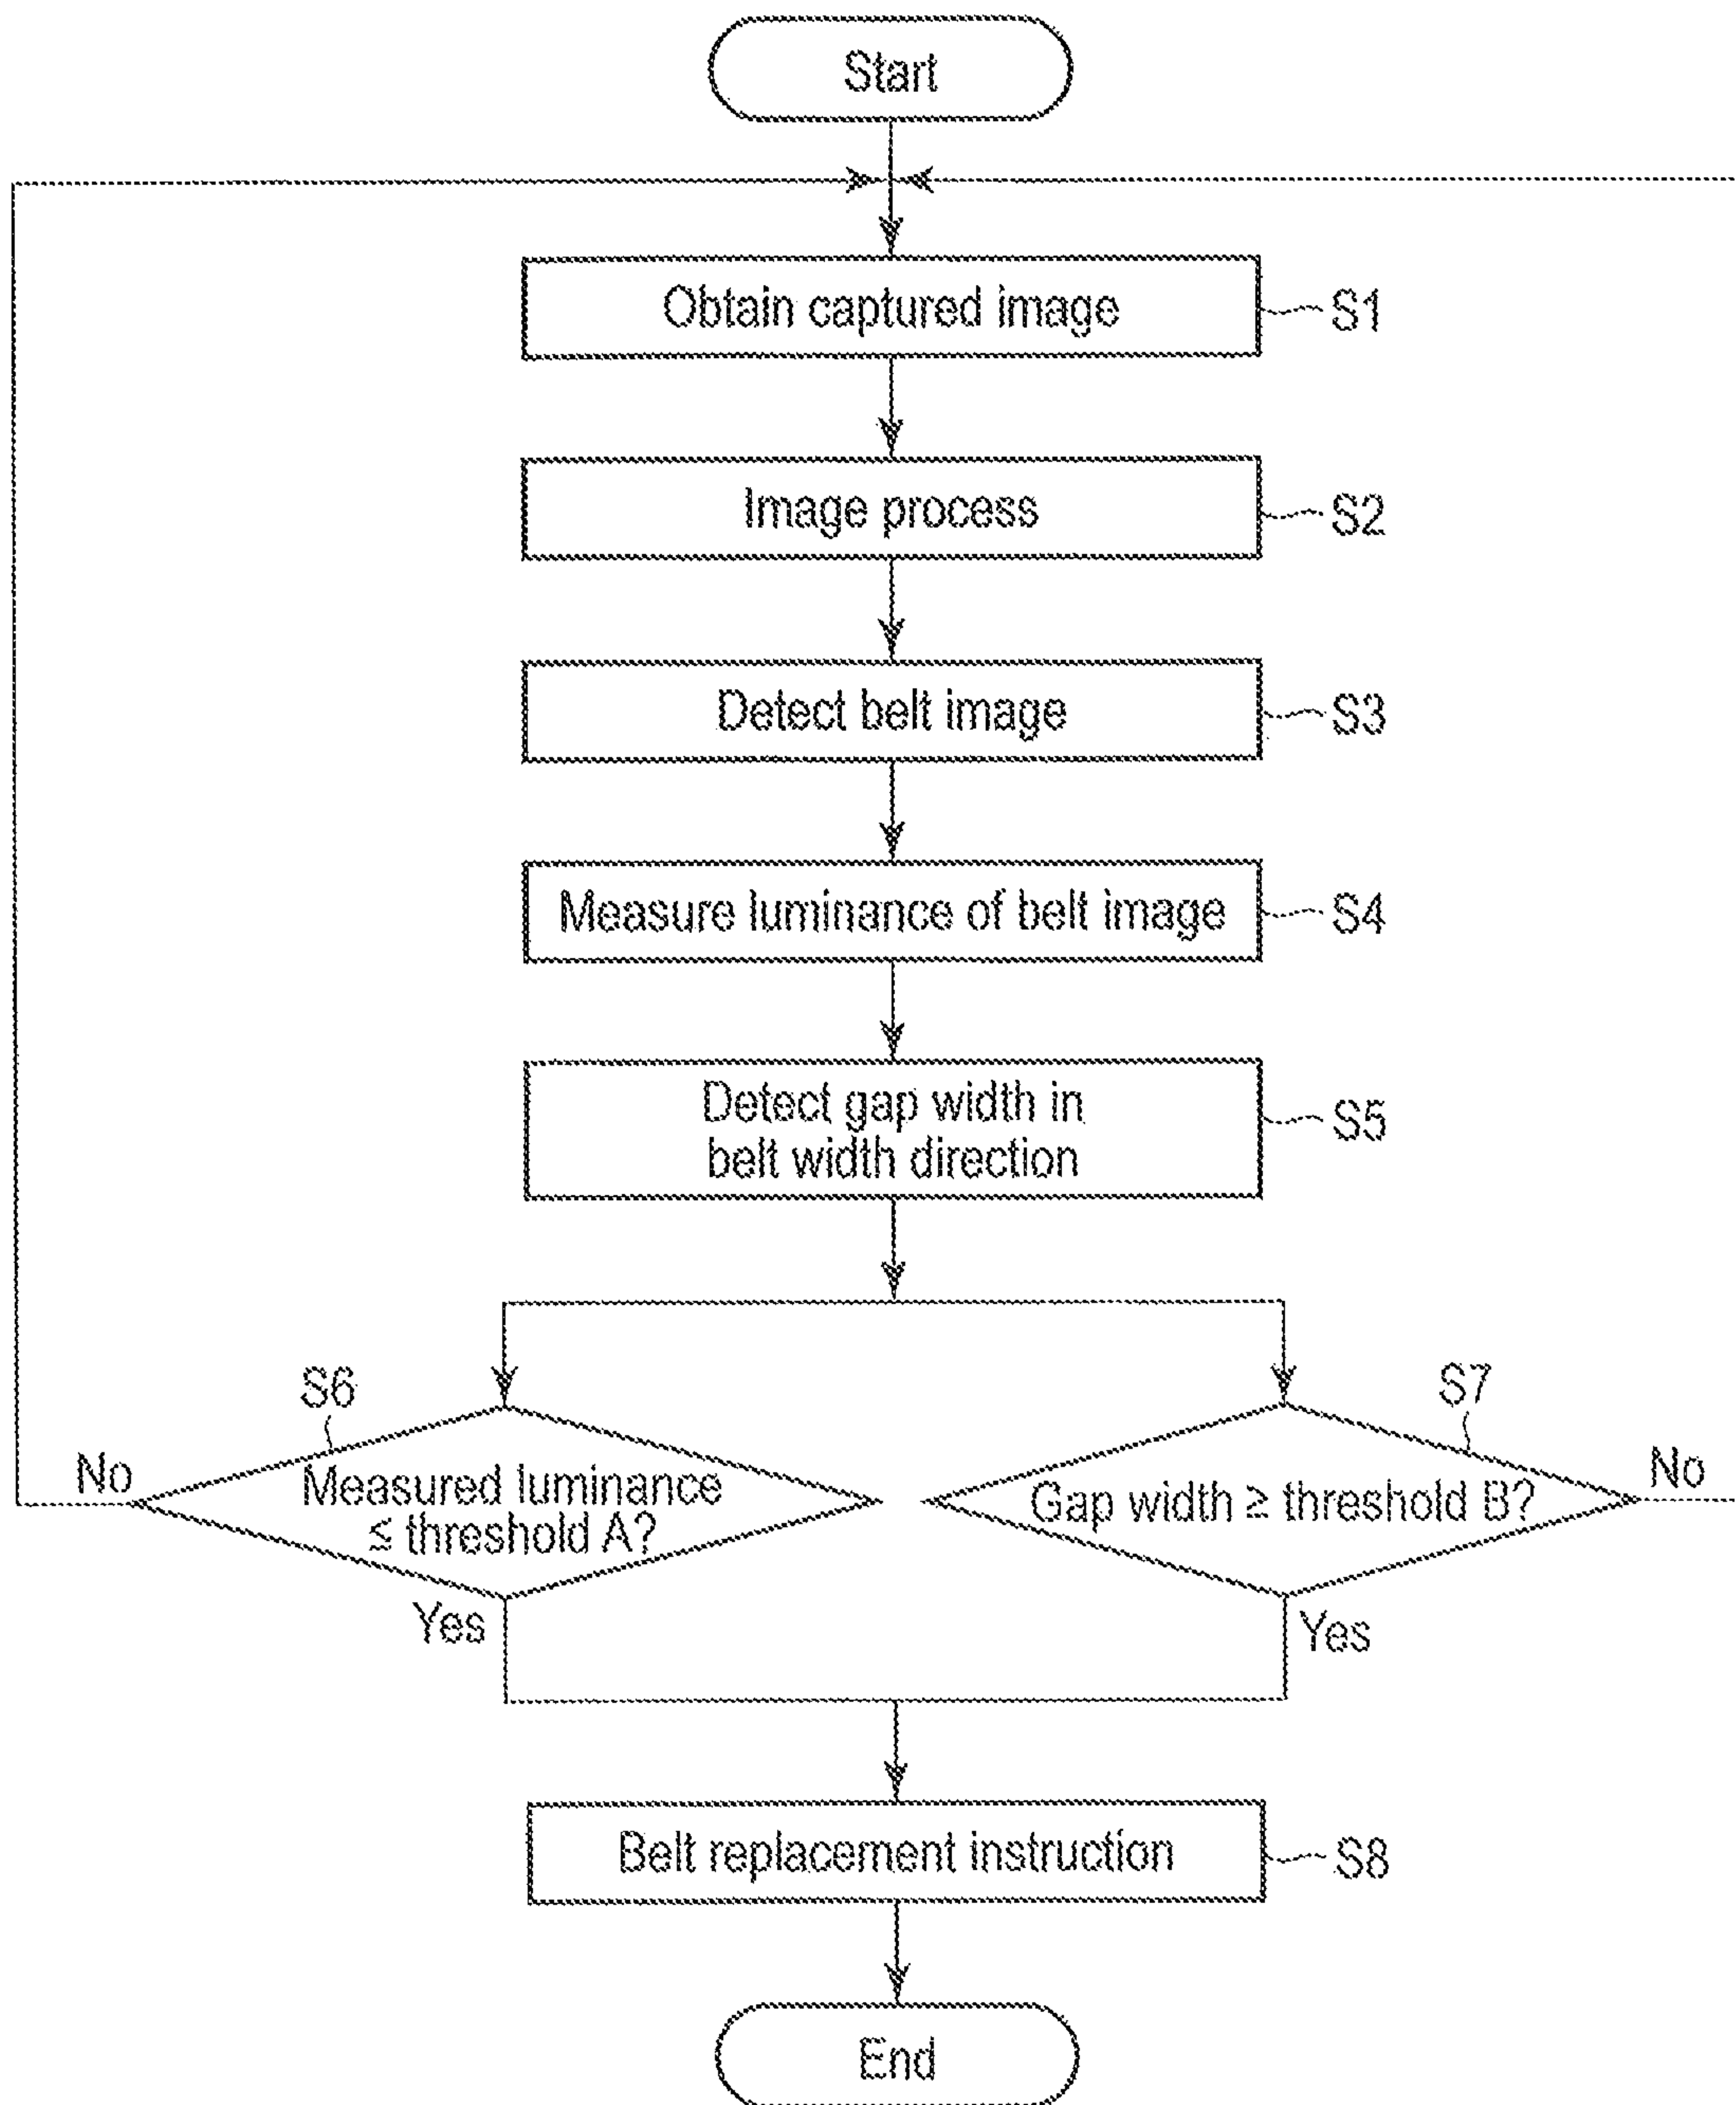 Start
Obtain captured image
S1
Image process
S2
Detect belt image
S3
Measure luminance of belt image
S4
Detect gap width in
belt width direction
S5
S6
S7
No
Measured luminance
≦ threshold A?
Gap width ≥ threshold B?
No
Yes
Yes
Belt replacement instruction
S8
End